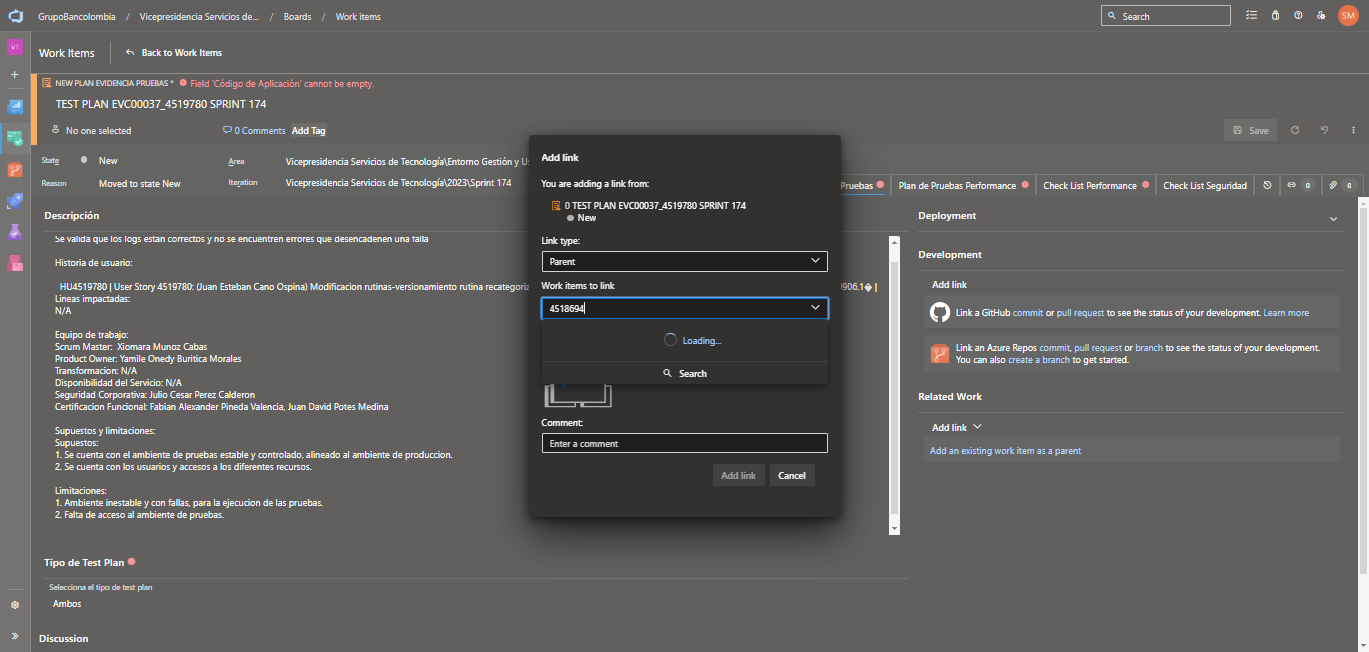 GrupoBancolombia / Vicepresidencia Servicios de... / Boards / Work items
Search
SM
VT
Work Items
Back to Work Items
NEW PLAN EVIDENCIA PRUEBAS * Field 'Código de Aplicación' cannot be empty.
TEST PLAN EVC00037_4519780 SPRINT 174
No one selected
0 Comments
Add Tag
Save
State
New
Area
Vicepresidencia Servicios de Tecnología\Entorno Gestión y Us
Reason
Moved to state New
Iteration
Vicepresidencia Servicios de Tecnología\2023\Sprint 174
Pruebas
Plan de Pruebas Performance
Check List Performance
Check List Seguridad
0
0
Descripción
Se valida que los logs estan correctos y no se encuentren errores que desencadenen una falla
Historia de usuario:
HU4519780 | User Story 4519780: (Juan Esteban Cano Ospina) Modificacion rutinas-versionamiento rutina recategoriz
0906.1� |
Lineas impactadas:
N/A
Equipo de trabajo:
Scrum Master: Xiomara Munoz Cabas
Product Owner: Yamile Onedy Buritica Morales
Transformacion: N/A
Disponibilidad del Servicio: N/A
Seguridad Corporativa: Julio Cesar Perez Calderon
Certificacion Funcional: Fabian Alexander Pineda Valencia, Juan David Potes Medina
Supuestos y limitaciones:
Supuestos:
1. Se cuenta con el ambiente de pruebas estable y controlado, alineado al ambiente de produccion.
2. Se cuenta con los usuarios y accesos a los diferentes recursos.
Limitaciones:
1. Ambiente inestable y con fallas, para la ejecucion de las pruebas.
2. Falta de acceso al ambiente de pruebas.
Tipo de Test Plan
Selecciona el tipo de test plan
Ambos
Discussion
Add link
You are adding a link from:
0 TEST PLAN EVC00037_4519780 SPRINT 174
New
Link type:
Parent
Work items to link
4518694
Loading...
Search
Comment:
Enter a comment
Add link
Cancel
Deployment
Development
Add link
Link a GitHub commit or pull request to see the status of your development. Learn more
Link an Azure Repos commit, pull request or branch to see the status of your development.
You can also create a branch to get started.
Related Work
Add link
Add an existing work item as a parent